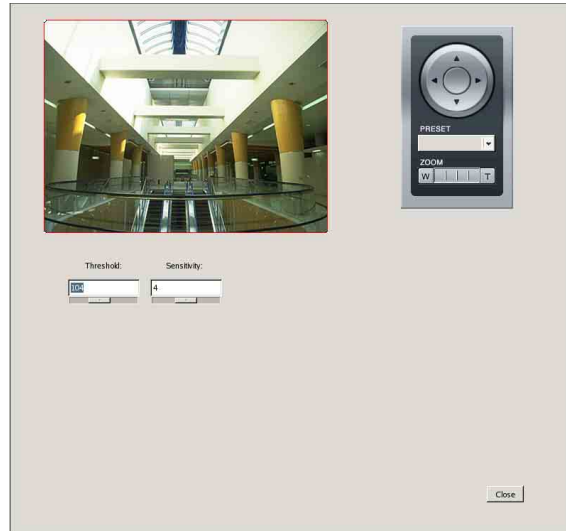 PRESET
ZOOM
W T
Threshold: Sensitivity:
104 4
Close